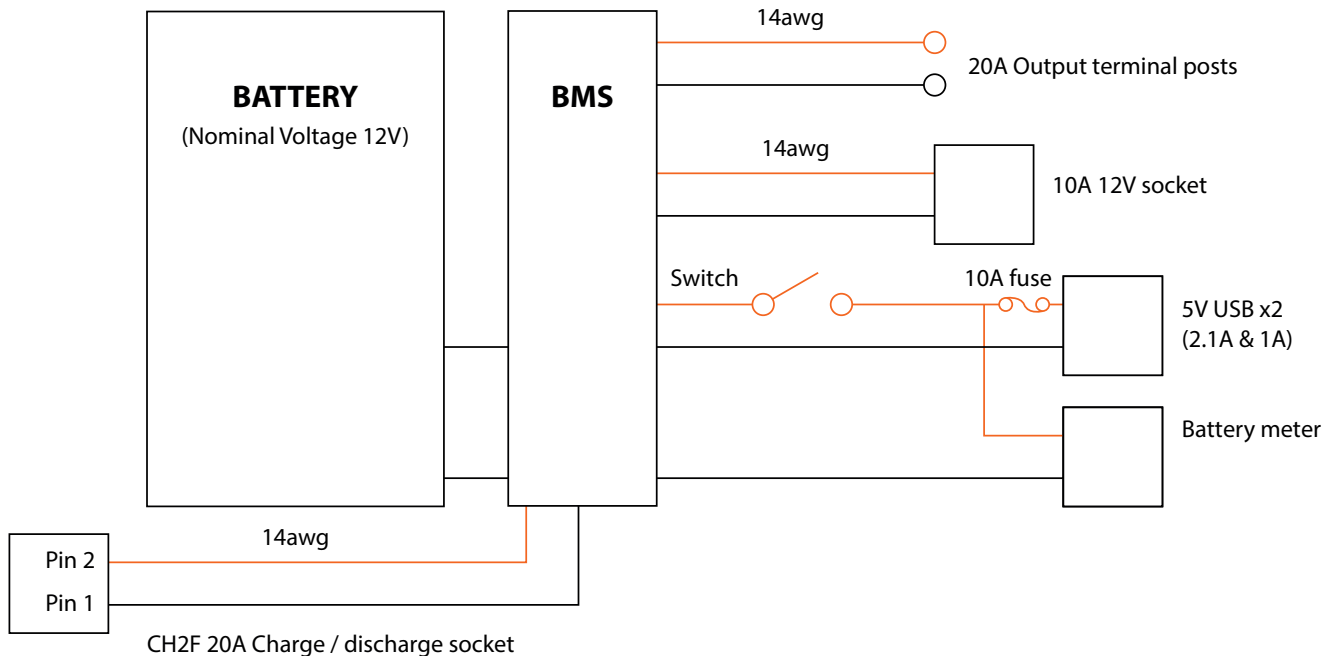 14awg
20A Output terminal posts
BATTERY
(Nominal Voltage 12V)
BMS
14awg
10A 12V socket
Switch
10A fuse
5V USB x2
(2.1A & 1A)
Battery meter
14awg
Pin 2
Pin 1
CH2F 20A Charge / discharge socket